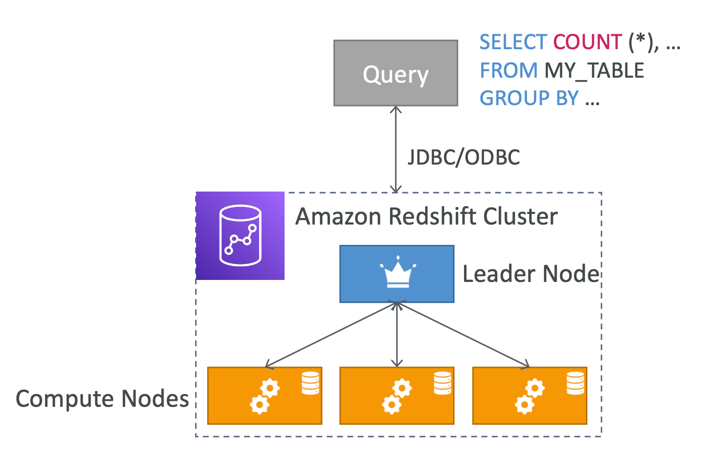 Query
SELECT COUNT (*), ...
FROM MY_TABLE
GROUP BY ...
JDBC/ODBC
Amazon Redshift Cluster
Leader Node
Compute Nodes